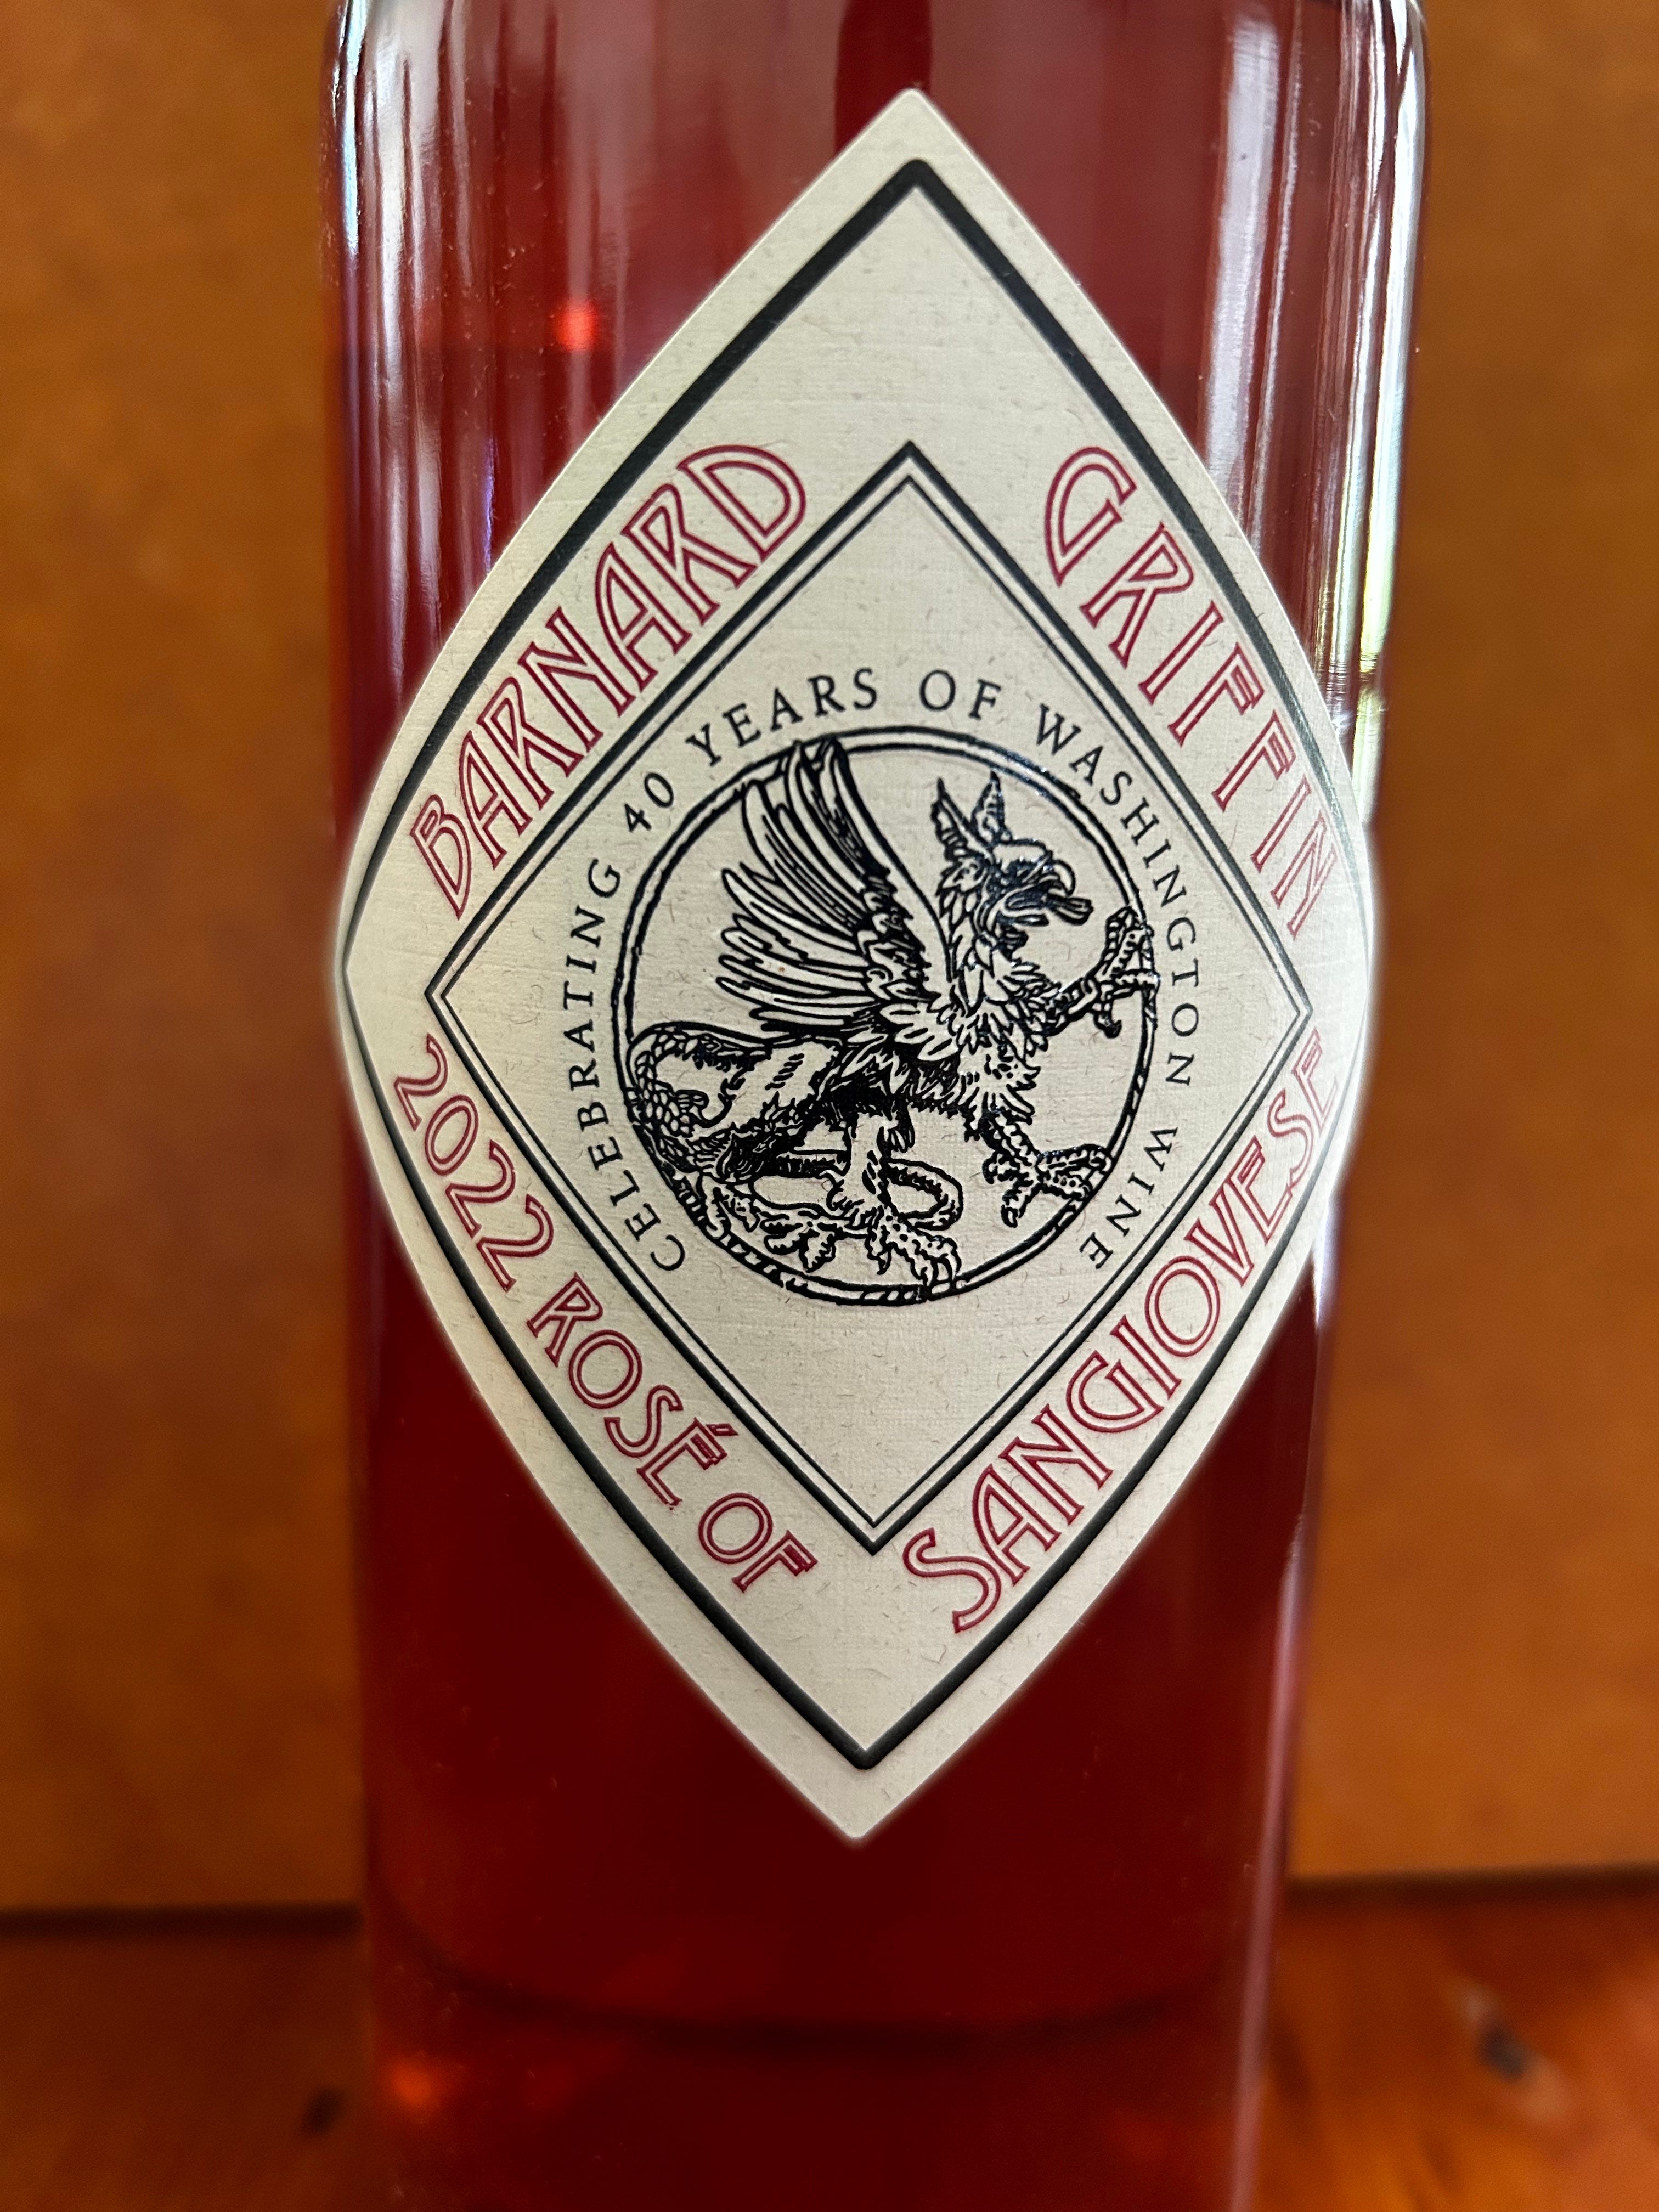 BARNARD GRIFFIN
CELEBRATING 40 YEARS OF WASHINGTON WINE
2022 ROSÉ OF
SANGIOVESE